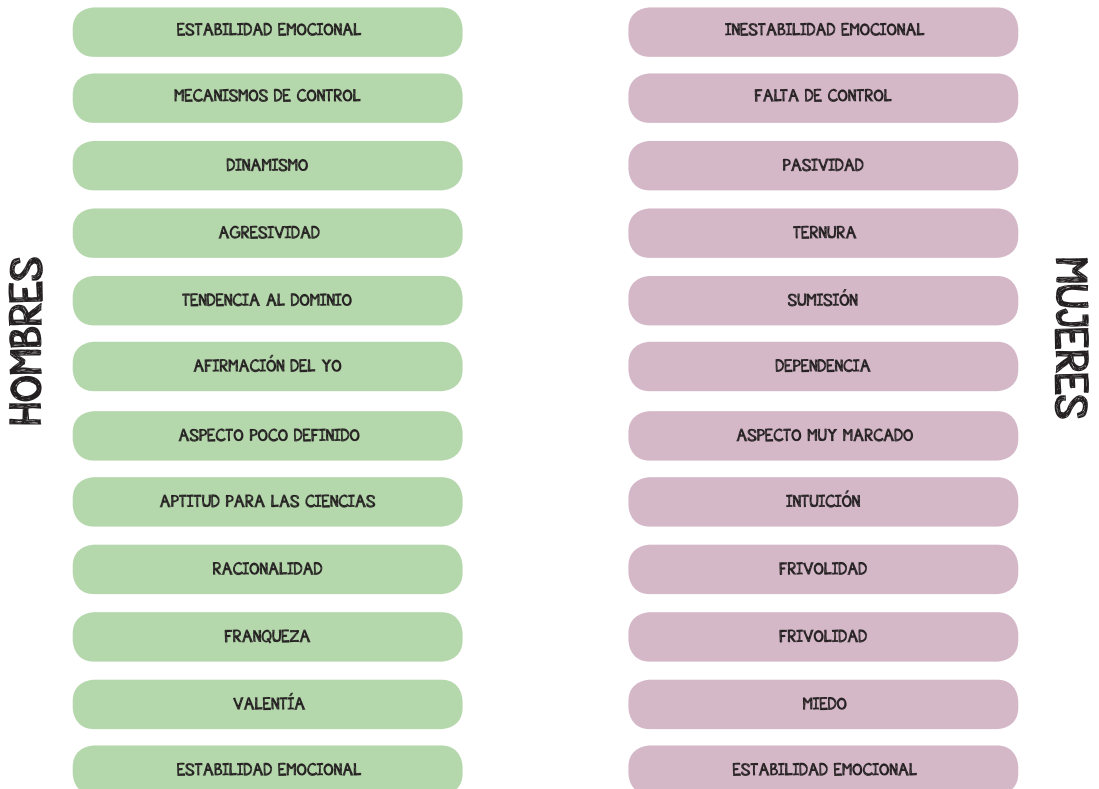 HOMBRES
ESTABILIDAD EMOCIONAL
MECANISMOS DE CONTROL
DINAMISMO
AGRESIVIDAD
TENDENCIA AL DOMINIO
AFIRMACIÓN DEL YO
ASPECTO POCO DEFINIDO
APTITUD PARA LAS CIENCIAS
RACIONALIDAD
FRANQUEZA
VALENTÍA
ESTABILIDAD EMOCIONAL
MUJERES
INESTABILIDAD EMOCIONAL
FALTA DE CONTROL
PASIVIDAD
TERNURA
SUMISIÓN
DEPENDENCIA
ASPECTO MUY MARCADO
INTUICIÓN
FRIVOLIDAD
FRIVOLIDAD
MIEDO
ESTABILIDAD EMOCIONAL